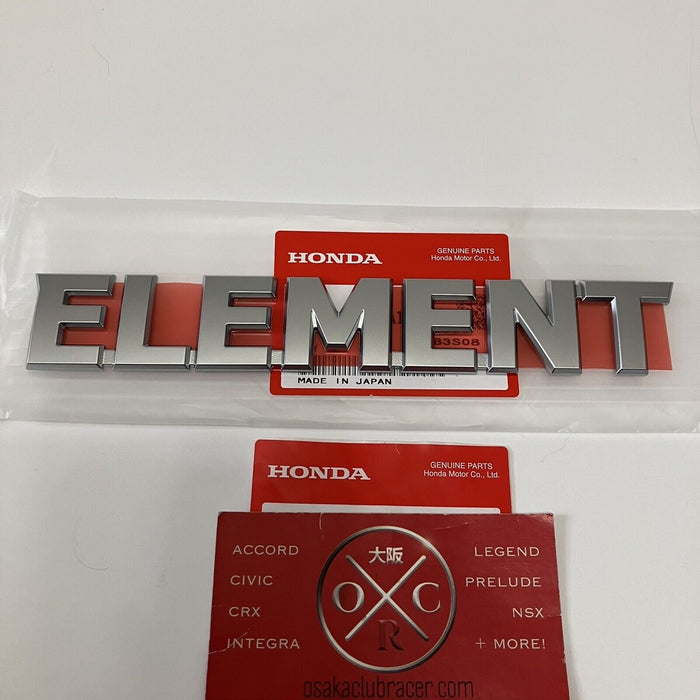 HONDA
GENUINE PARTS
Honda Motor Co., Ltd.
ELEMENT
B3S08
MADE IN JAPAN
HONDA
GENUINE PARTS
Honda Motor Co., Ltd.
ACCORD
CIVIC
CRX
INTEGRA
大阪
O C
R
LEGEND
PRELUDE
NSX
+ MORE!
osakaclubracer.com